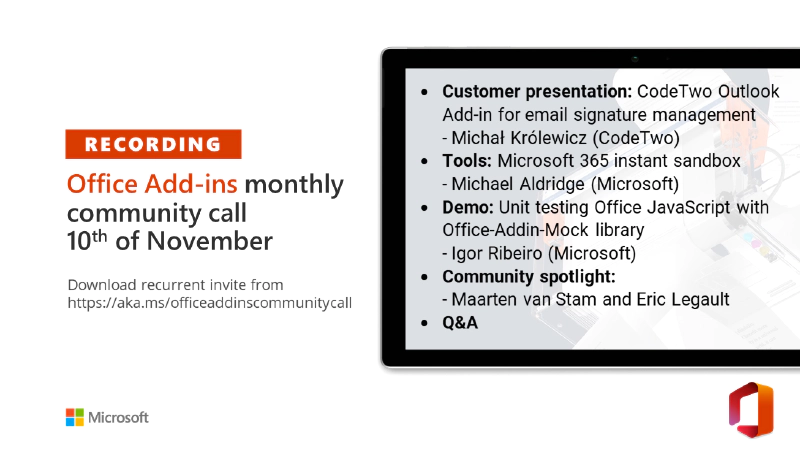 RECORDING
Office Add-ins monthly
community call
10th of November
Download recurrent invite from
https://aka.ms/officeaddinscommunitycall
Microsoft
• Customer presentation: CodeTwo Outlook
Add-in for email signature management
- Michał Królewicz (CodeTwo)
• Tools: Microsoft 365 instant sandbox
- Michael Aldridge (Microsoft)
• Demo: Unit testing Office JavaScript with
Office-Addin-Mock library
- Igor Ribeiro (Microsoft)
• Community spotlight:
- Maarten van Stam and Eric Legault
• Q&A